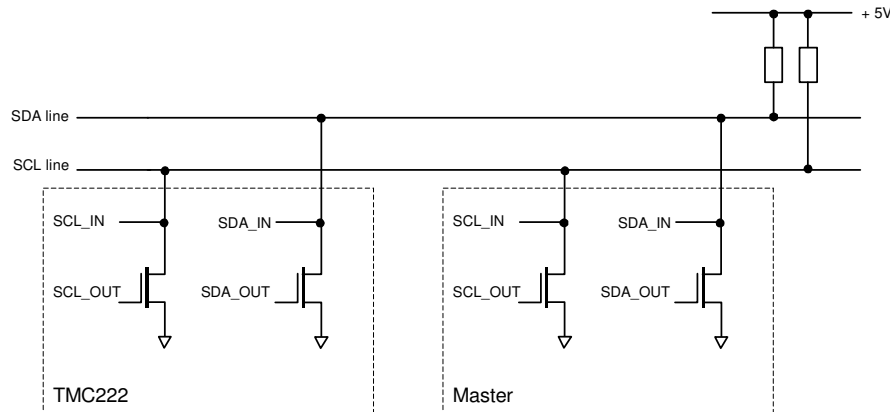 + 5V
SDA line
SCL line
SCL_IN
SDA_IN
SCL_IN
SDA_IN
SCL_OUT
SDA_OUT
SCL_OUT
SDA_OUT
TMC222
Master